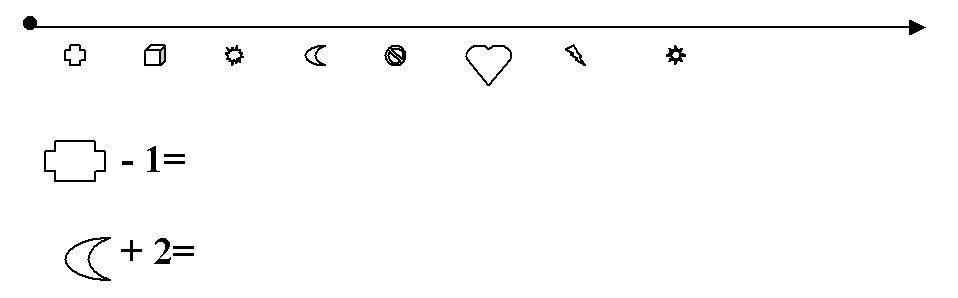 - 1=
+ 2=